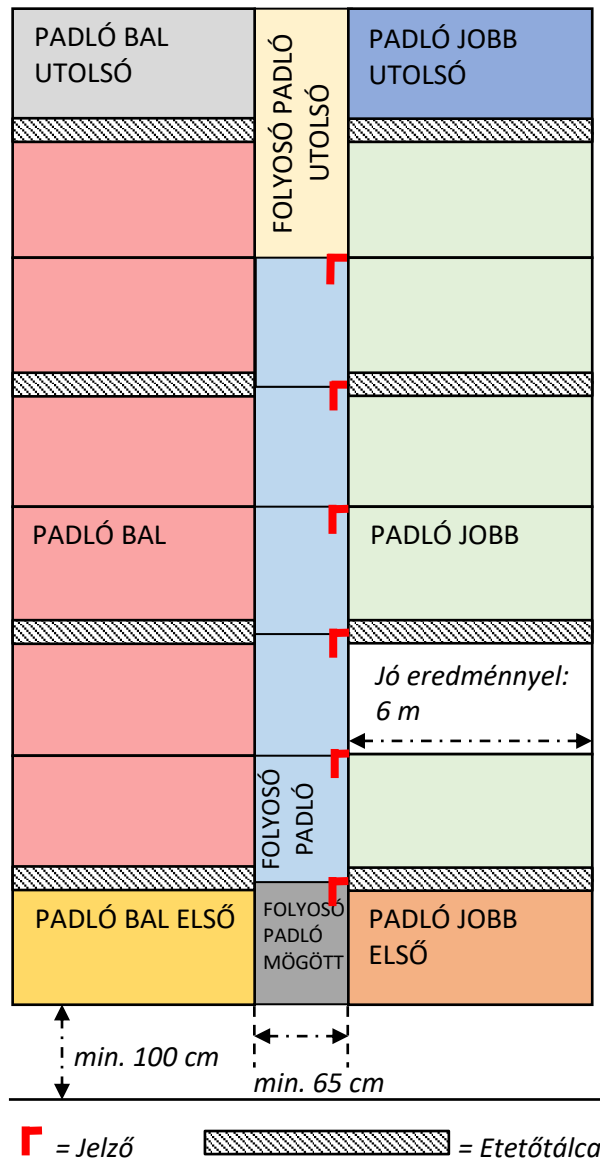 PADLÓ BAL
UTOLSÓ
FOLYOSÓ PADLÓ
UTOLSÓ
PADLÓ JOBB
UTOLSÓ
PADLÓ BAL
PADLÓ JOBB
Jó eredménnyel:
6 m
FOLYOSÓ
PADLÓ
PADLÓ BAL ELSŐ
FOLYOSÓ
PADLÓ
MÖGÖTT
PADLÓ JOBB
ELSŐ
min. 100 cm
min. 65 cm
= Jelző
= Etetőtálca